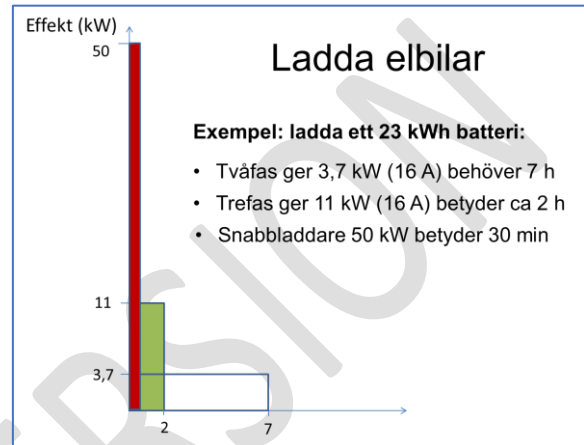 Effekt (kW)
50
Ladda elbilar
Exempel: ladda ett 23 kWh batteri:
• Tvåfas ger 3,7 kW (16 A) behöver 7 h
• Trefas ger 11 kW (16 A) betyder ca 2 h
• Snabbladdare 50 kW betyder 30 min
11
3,7
2
7
ERSION